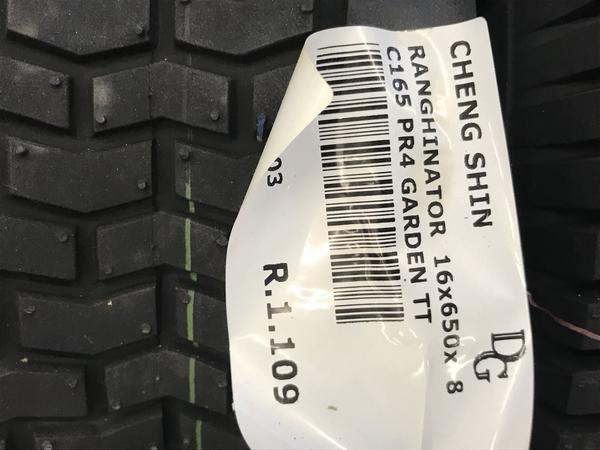 CHENG SHIN
RANGHINATOR 16x650x 8
C165 PR4 GARDEN TT
DG
03
R.1.109